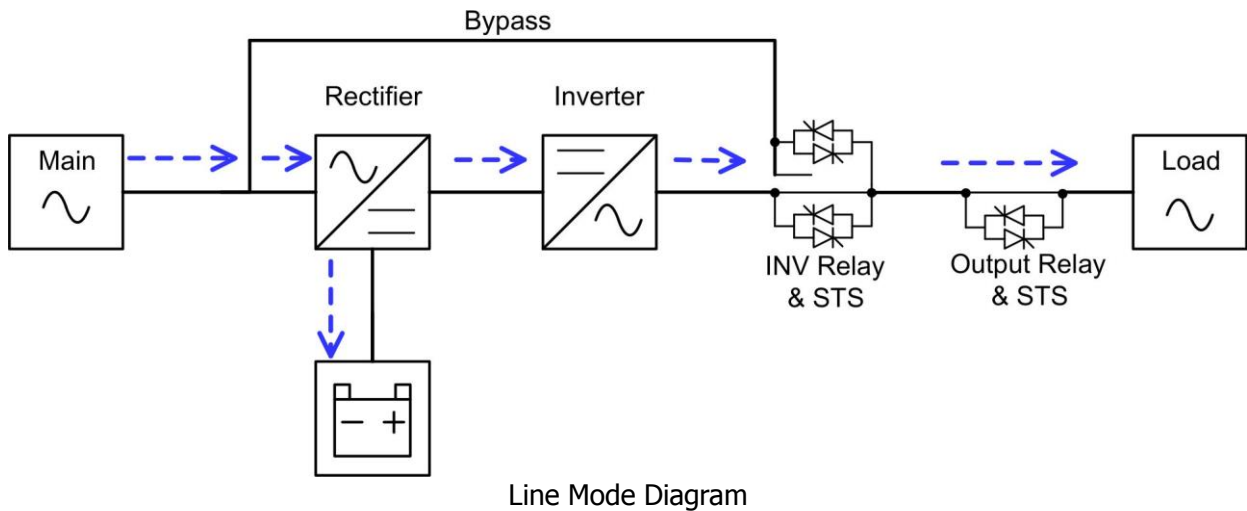 Bypass
Rectifier
Inverter
Main
Load
INV Relay
& STS
Output Relay
& STS
Line Mode Diagram